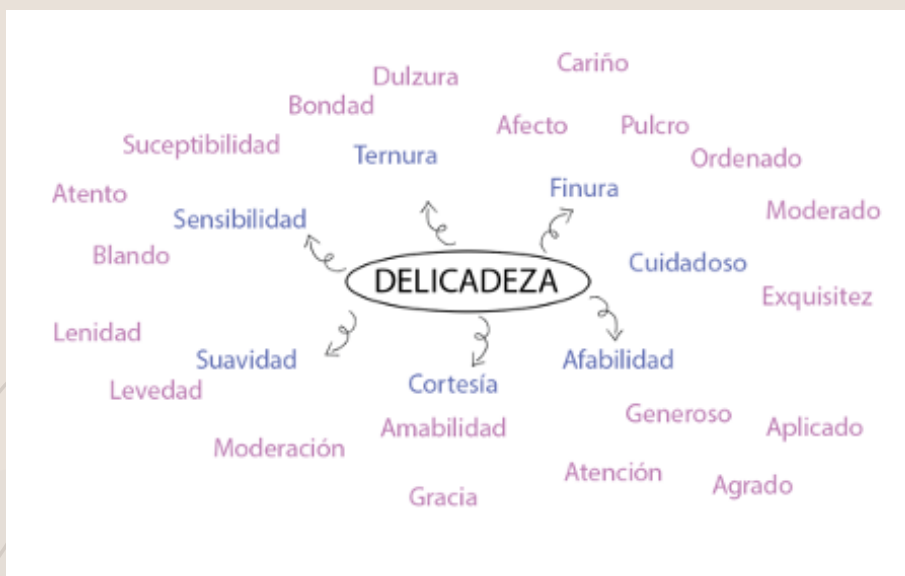 Cariño
Dulzura
Bondad
Afecto
Pulcro
Suceptibilidad
Ternura
Ordenado
Atento
Finura
Sensibilidad
Moderado
Blando
Cuidadoso
DELICADEZA
Exquisitez
Lenidad
Suavidad
Afabilidad
Levedad
Cortesía
Generoso
Amabilidad
Aplicado
Moderación
Atención
Agrado
Gracia